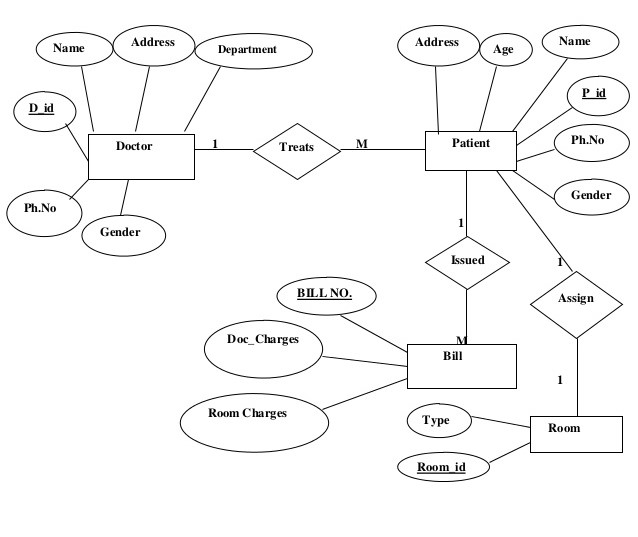 Name
Address
Department
Address
Age
Name
D_id
P_id
Doctor
1
Treats
M
Patient
Ph.No
Ph.No
Gender
Gender
1
Issued
1
BILL NO.
Assign
Doc_Charges
M
Bill
1
Room Charges
Type
Room
Room_id